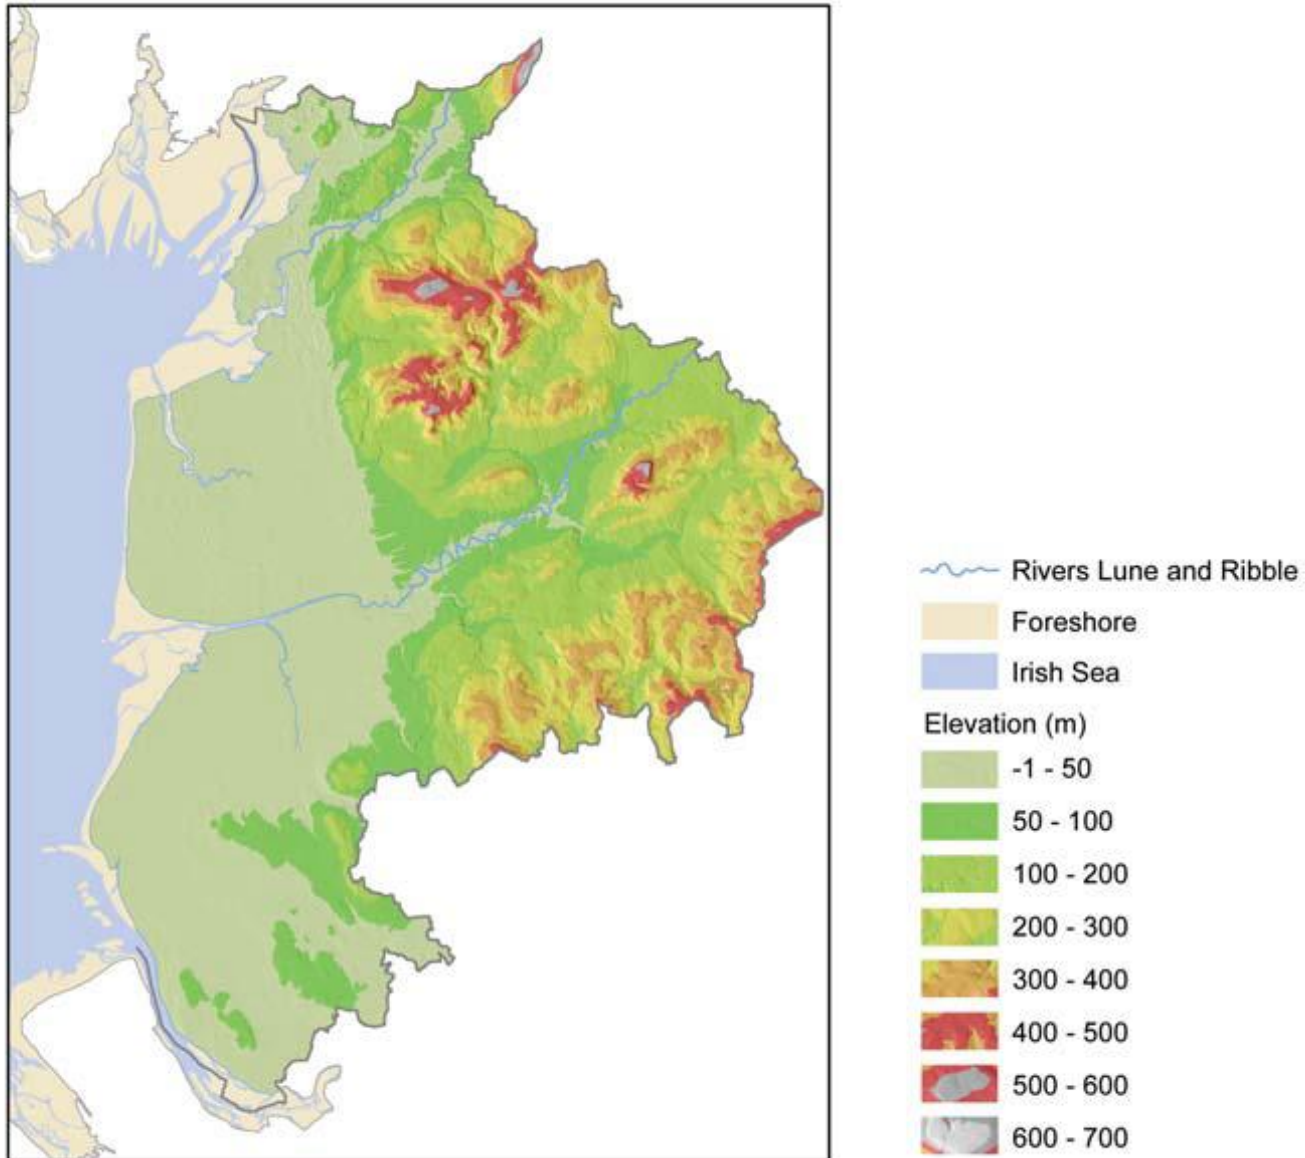 Rivers Lune and Ribble
Foreshore
Irish Sea
Elevation (m)
-1 - 50
50 - 100
100 - 200
200 - 300
300 - 400
400 - 500
500 - 600
600 - 700